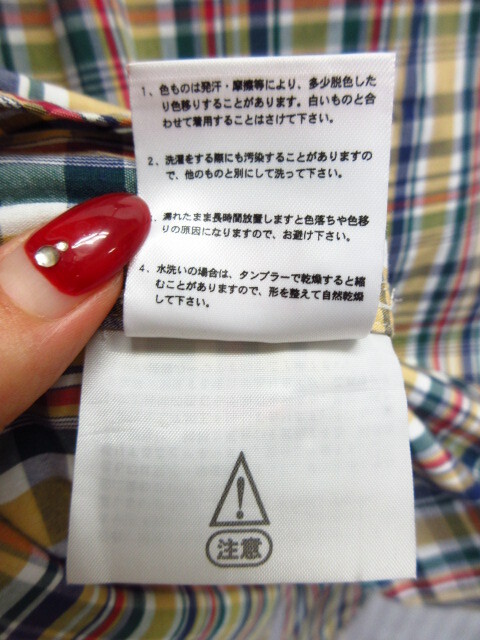 1、色ものは発汗・摩擦等により、多少脱色した
り色移りすることがあります。白いものと合
わせて着用することはさけて下さい。
2、洗濯をする際にも汚染することがありますの
で、他のものと別にして洗って下さい。
濡れたまま長時間放置しますと色落ちや色移
りの原因になりますので、お避け下さい。
4、水洗いの場合は、タンブラーで乾燥すると縮
むことがありますので、形を整えて自然乾燥
して下さい。
注意